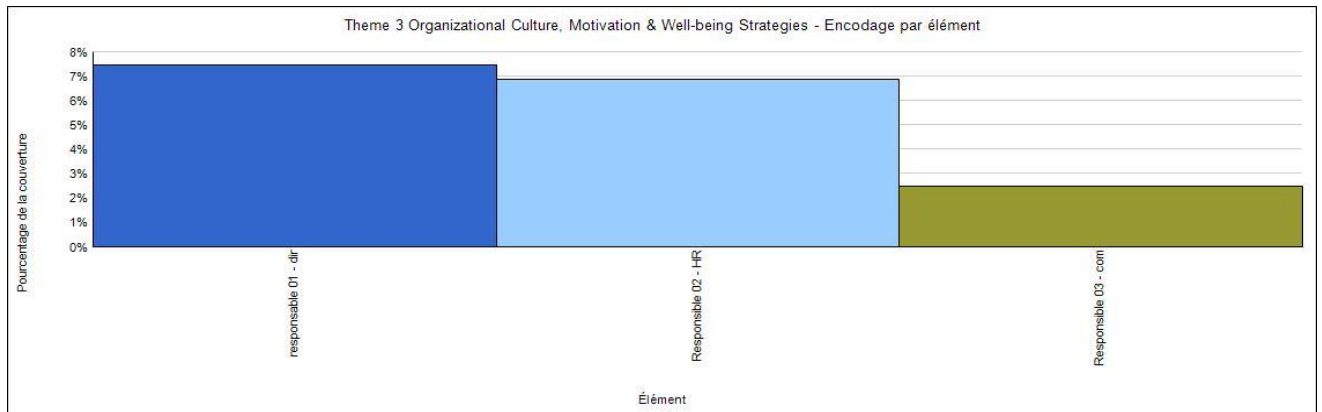 Theme 3 Organizational Culture, Motivation & Well-being Strategies - Encodage par élément
Pourcentage de la couverture
8%
7%
6%
5%
4%
3%
2%
1%
0%
responsable 01 - dir
Responsible 02 - HR
Responsible 03 - com
Élément